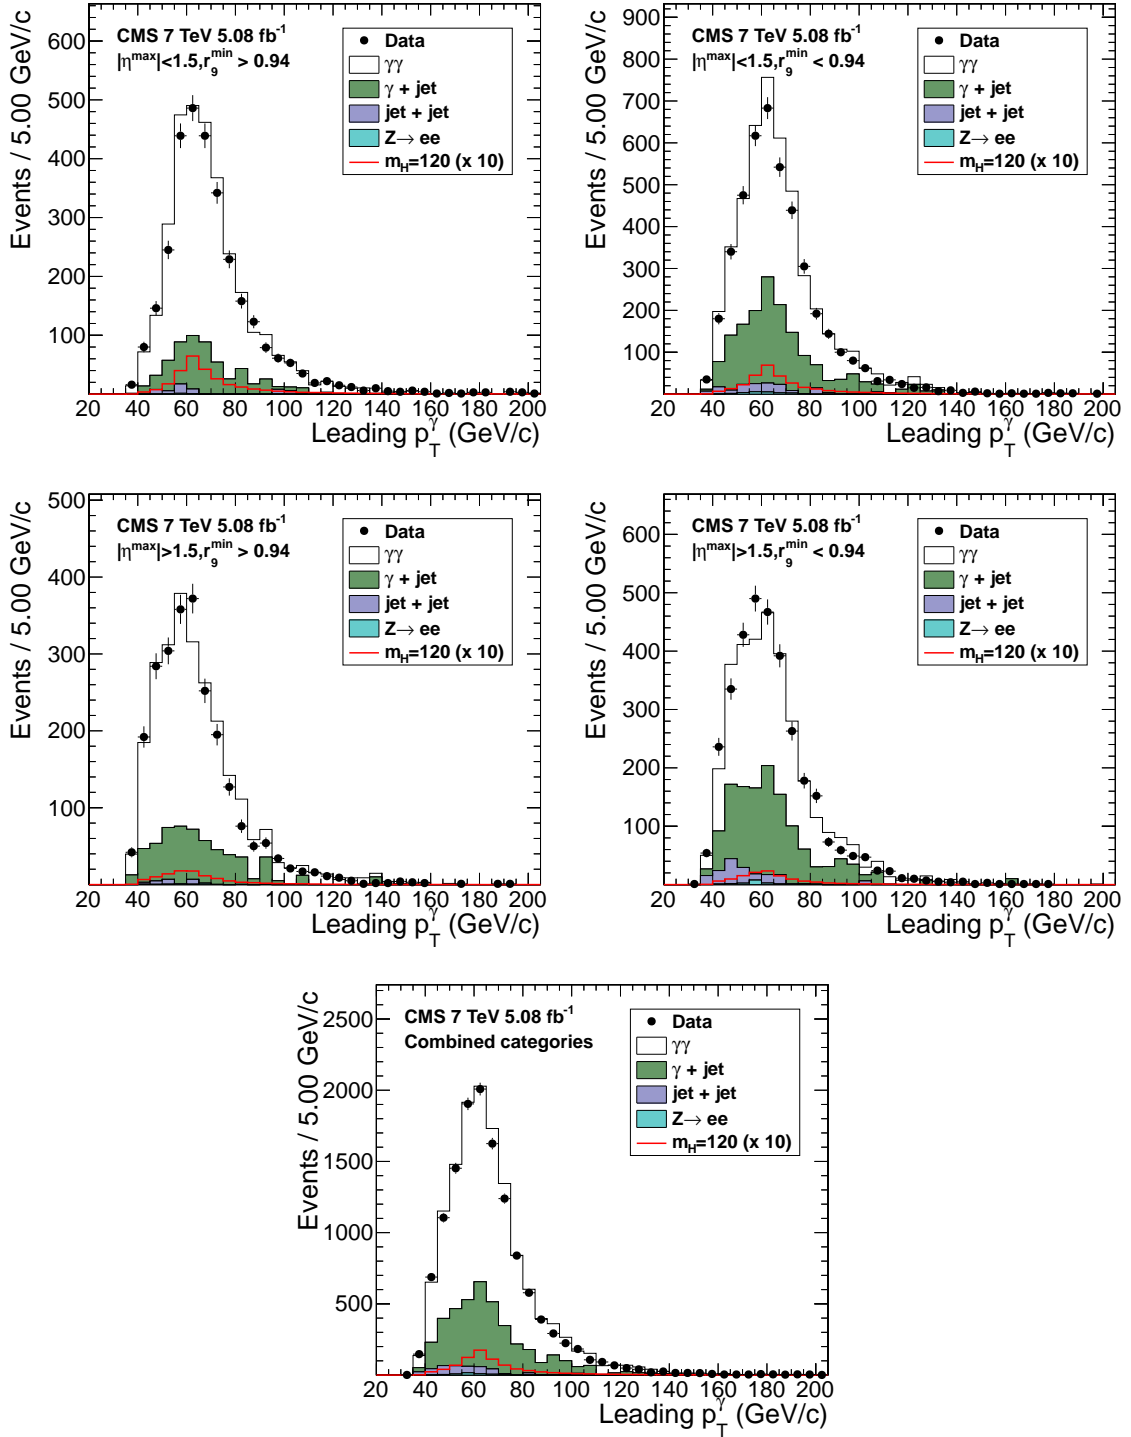 Events / 5.00 GeV/c
600
500
400
300
200
100
CMS 7 TeV 5.08 fb⁻¹
|η^max|<1.5,r_9^min > 0.94
Data
γγ
γ + jet
jet + jet
Z→ ee
m_H=120 (x 10)
20 40 60 80 100 120 140 160 180 200
Leading p_T^γ (GeV/c)
Events / 5.00 GeV/c
900
800
700
600
500
400
300
200
100
CMS 7 TeV 5.08 fb⁻¹
|η^max|<1.5,r_9^min < 0.94
Data
γγ
γ + jet
jet + jet
Z→ ee
m_H=120 (x 10)
20 40 60 80 100 120 140 160 180 200
Leading p_T^γ (GeV/c)
Events / 5.00 GeV/c
500
400
300
200
100
CMS 7 TeV 5.08 fb⁻¹
|η^max|>1.5,r_9^min > 0.94
Data
γγ
γ + jet
jet + jet
Z→ ee
m_H=120 (x 10)
20 40 60 80 100 120 140 160 180 200
Leading p_T^γ (GeV/c)
Events / 5.00 GeV/c
600
500
400
300
200
100
CMS 7 TeV 5.08 fb⁻¹
|η^max|>1.5,r_9^min < 0.94
Data
γγ
γ + jet
jet + jet
Z→ ee
m_H=120 (x 10)
20 40 60 80 100 120 140 160 180 200
Leading p_T^γ (GeV/c)
Events / 5.00 GeV/c
2500
2000
1500
1000
500
CMS 7 TeV 5.08 fb⁻¹
Combined categories
Data
γγ
γ + jet
jet + jet
Z→ ee
m_H=120 (x 10)
20 40 60 80 100 120 140 160 180 200
Leading p_T^γ (GeV/c)